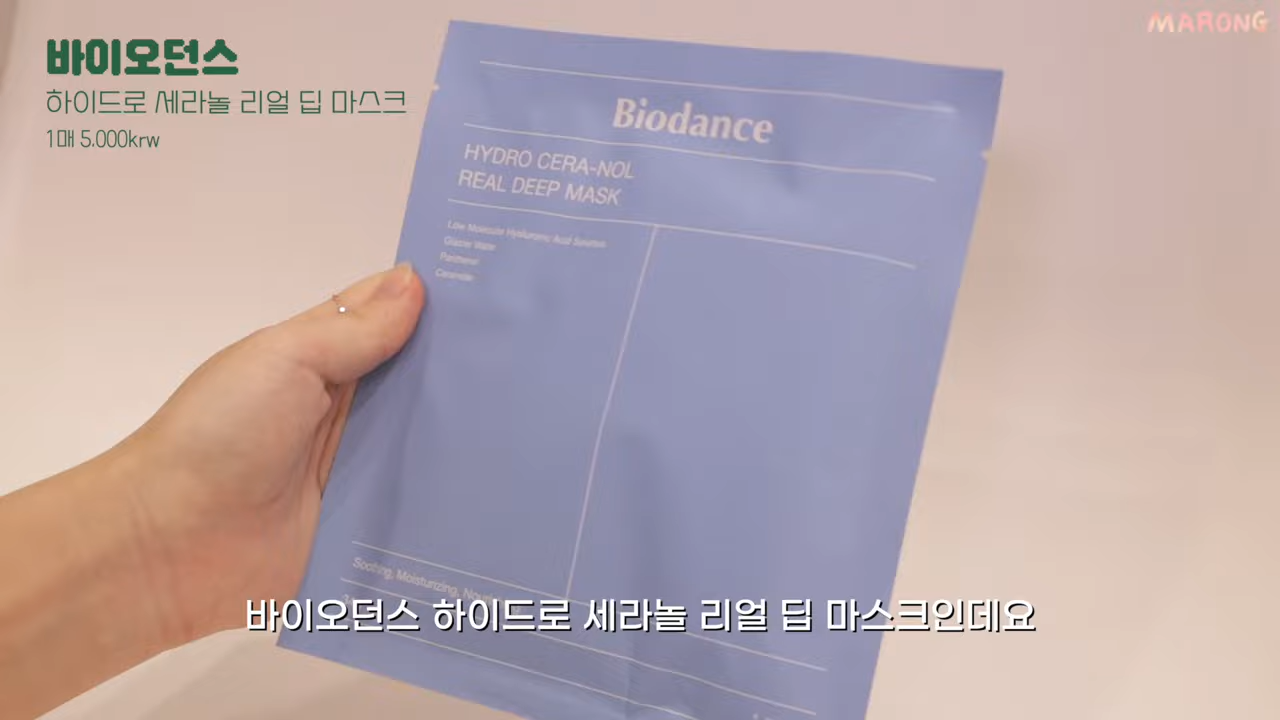 MARONG
바이오던스
하이드로 세라놀 리얼 딥 마스크
1매 5.000krw
Biodance
HYDRO CERA-NOL
REAL DEEP MASK
Low Molecular Hyaluronic Acid
Glacier Water
Panthenol
Ceramide
Soothing, Moisturizing,
바이오던스 하이드로 세라놀 리얼 딥 마스크인데요